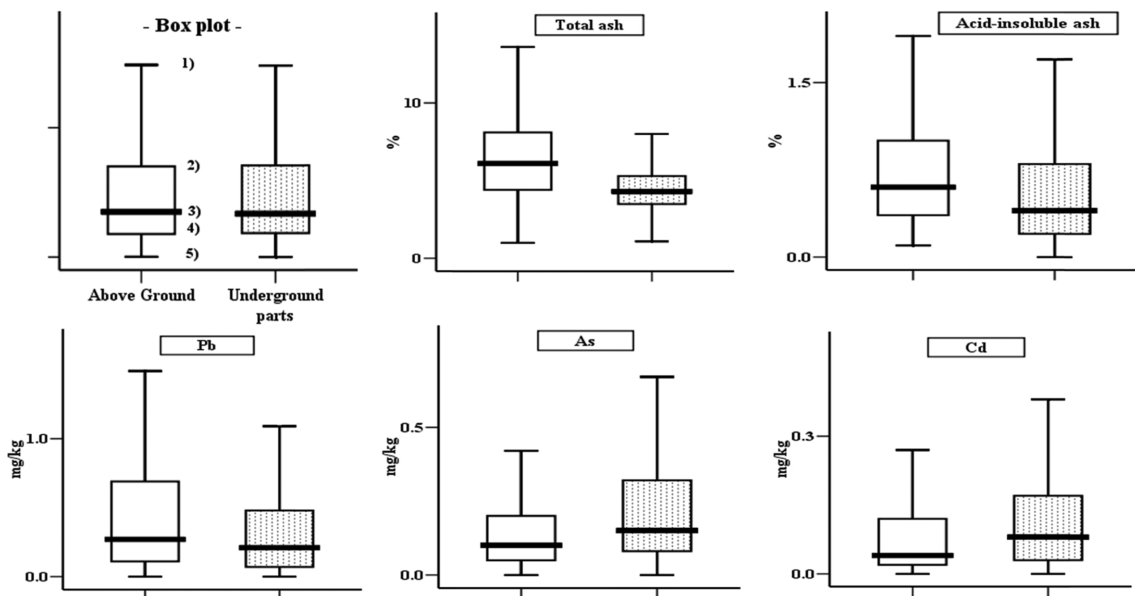 - Box plot -
1)
2)
3)
4)
5)
Above Ground
Underground
parts
Total ash
%
10
0
Acid-insoluble ash
%
1.5
0.0
Pb
mg/kg
1.0
0.0
As
mg/kg
0.5
0.0
Cd
mg/kg
0.3
0.0